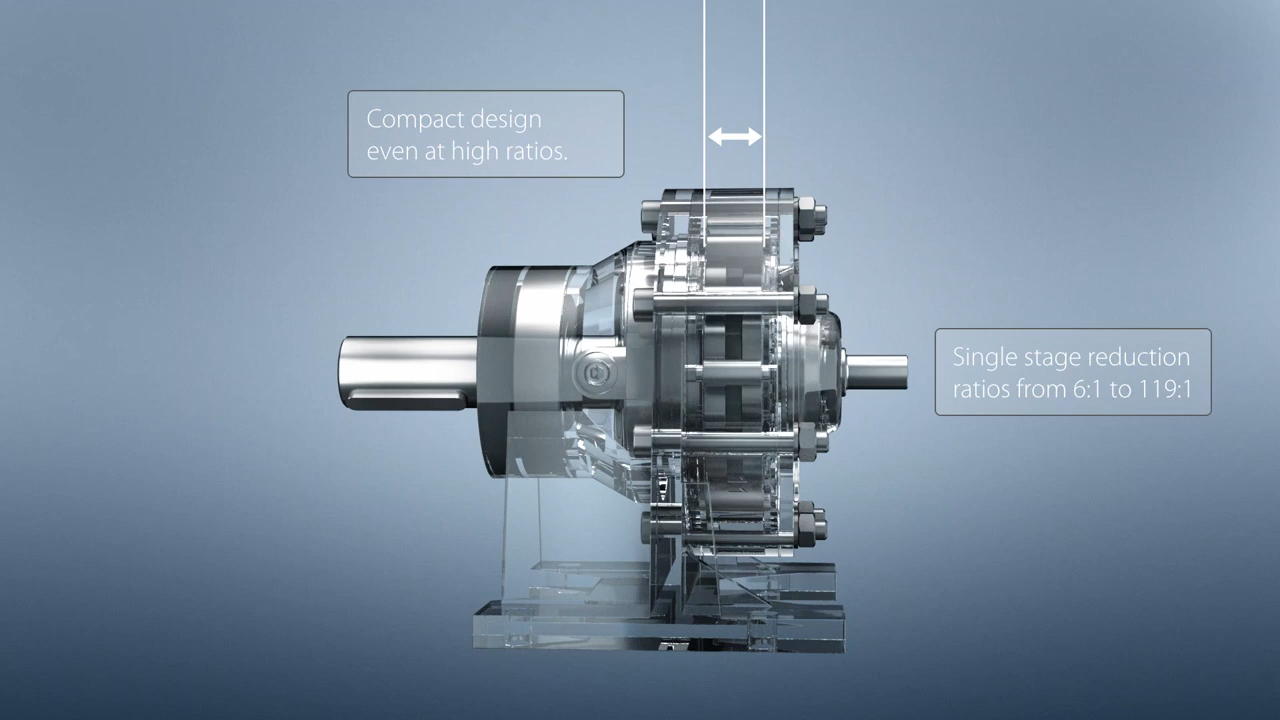 Compact design
even at high ratios.
Single stage reduction
ratios from 6:1 to 119:1